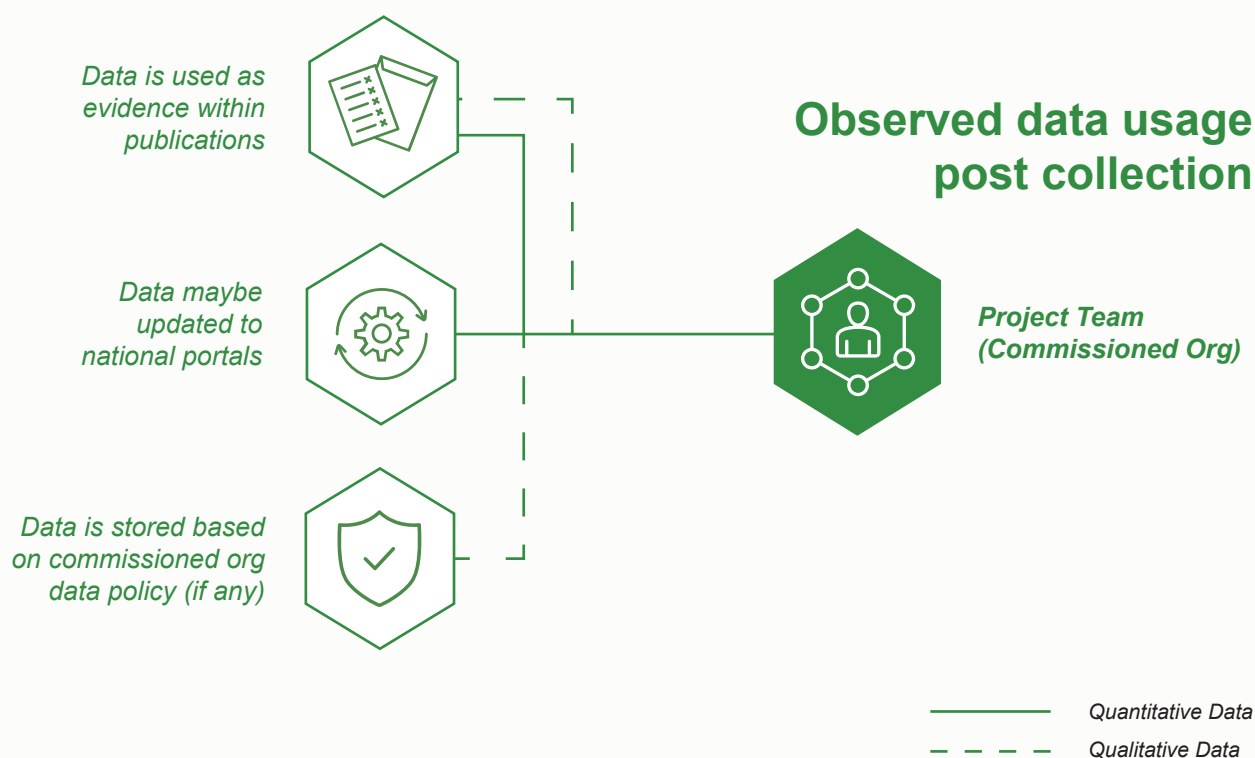 Observed data usage
post collection
Data is used as
evidence within
publications
Data maybe
updated to
national portals
Project Team
(Commissioned Org)
Data is stored based
on commissioned org
data policy (if any)
Quantitative Data
Qualitative Data